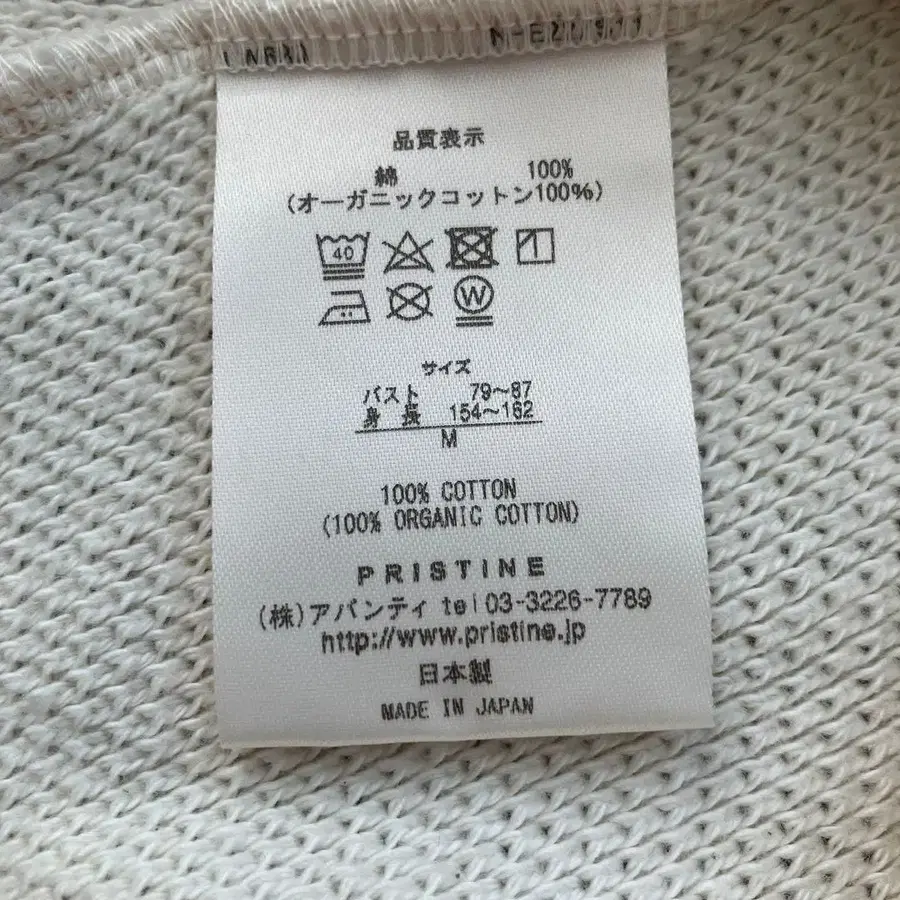 品質表示
綿 100%
(オーガニックコットン100%)
40
W
サイズ
バスト 79~87
身長 154~162
M
100% COTTON
(100% ORGANIC COTTON)
PRISTINE
(株)アバンティ tel 03-3226-7789
http://www.pristine.jp
日本製
MADE IN JAPAN